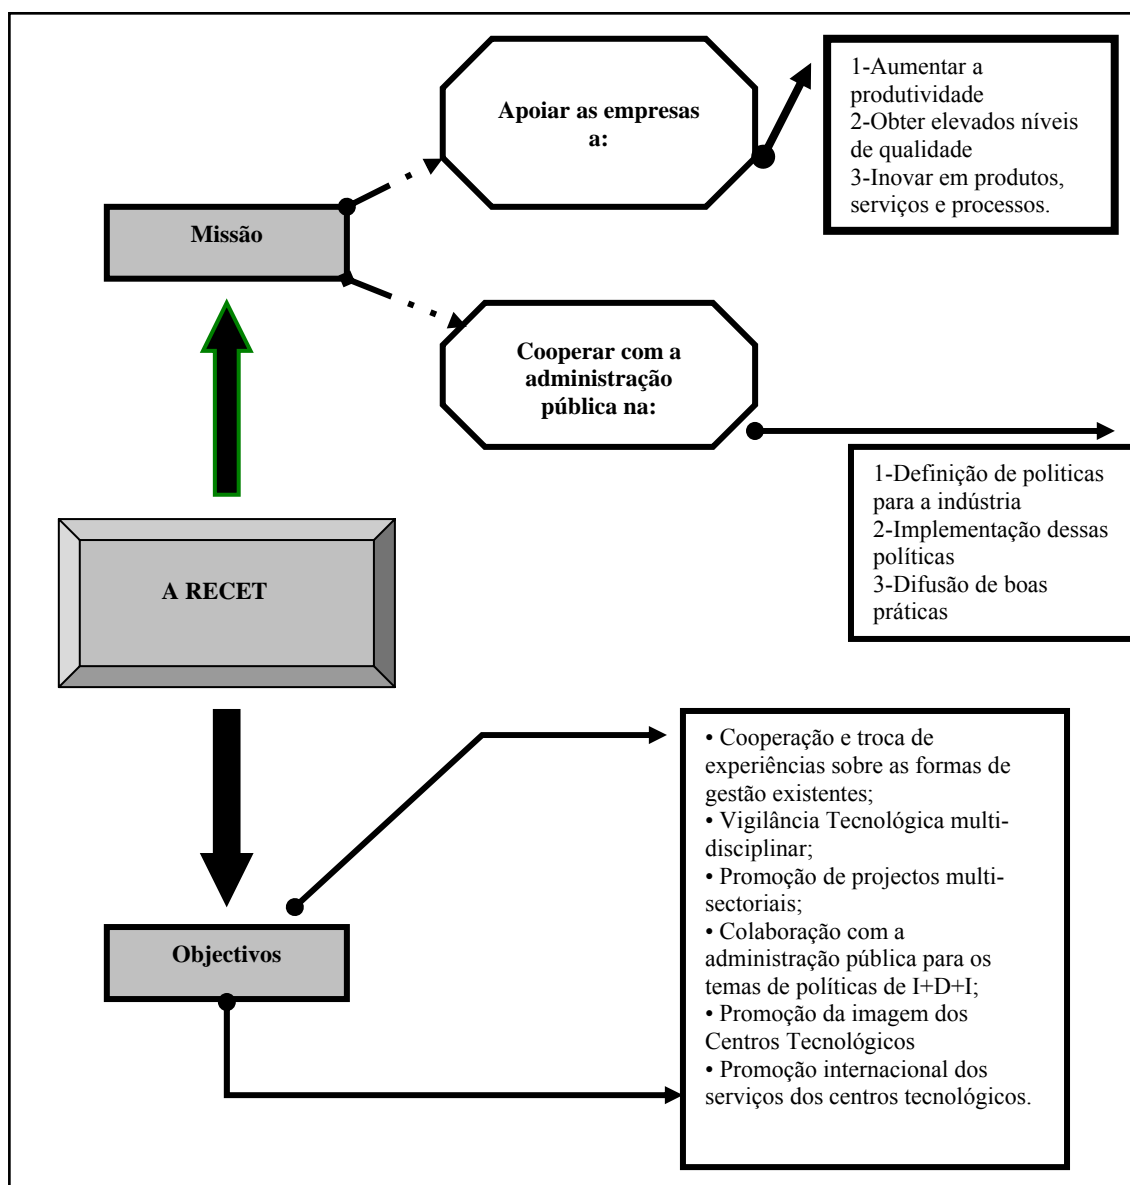 Apoiar as empresas
a:
1-Aumentar a
produtividade
2-Obter elevados níveis
de qualidade
3-Inovar em produtos,
serviços e processos.
Missão
Cooperar com a
administração
pública na:
1-Definição de politicas
para a indústria
2-Implementação dessas
políticas
3-Difusão de boas
práticas
A RECET
• Cooperação e troca de
experiências sobre as formas de
gestão existentes;
• Vigilância Tecnológica multi-
disciplinar;
• Promoção de projectos multi-
sectoriais;
• Colaboração com a
administração pública para os
temas de políticas de I+D+I;
• Promoção da imagem dos
Centros Tecnológicos
• Promoção internacional dos
serviços dos centros tecnológicos.
Objectivos